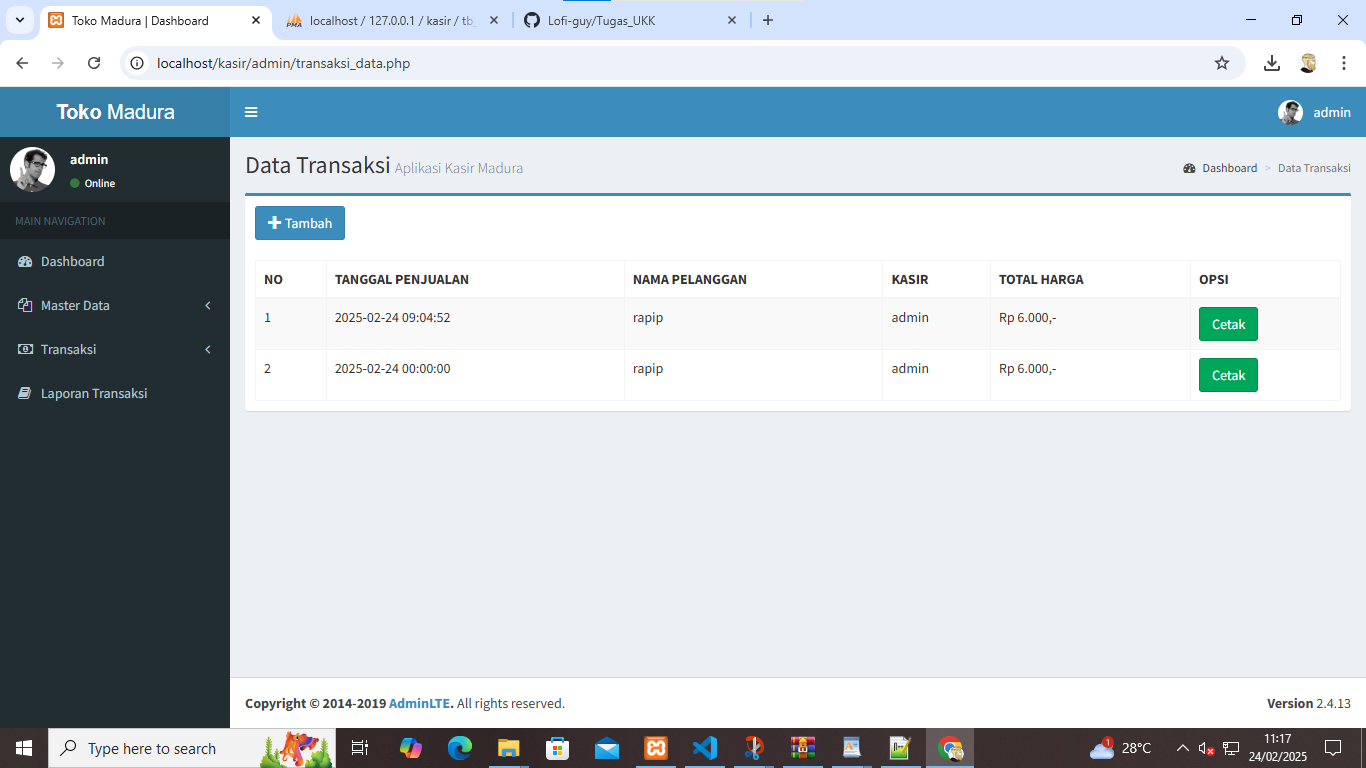 Toko Madura | Dashboard
localhost / 127.0.0.1 / kasir / tb_
Lofi-guy/Tugas_UKK
localhost/kasir/admin/transaksi_data.php
Toko Madura
admin
admin
Online
MAIN NAVIGATION
Dashboard
Master Data
Transaksi
Laporan Transaksi
Data Transaksi Aplikasi Kasir Madura
Dashboard > Data Transaksi
Tambah
NO TANGGAL PENJUALAN NAMA PELANGGAN KASIR TOTAL HARGA OPSI
1 2025-02-24 09:04:52 rapip admin Rp 6.000,- Cetak
2 2025-02-24 00:00:00 rapip admin Rp 6.000,- Cetak
Copyright © 2014-2019 AdminLTE. All rights reserved.
Version 2.4.13
Type here to search
1
28°C
11:17
24/02/2025